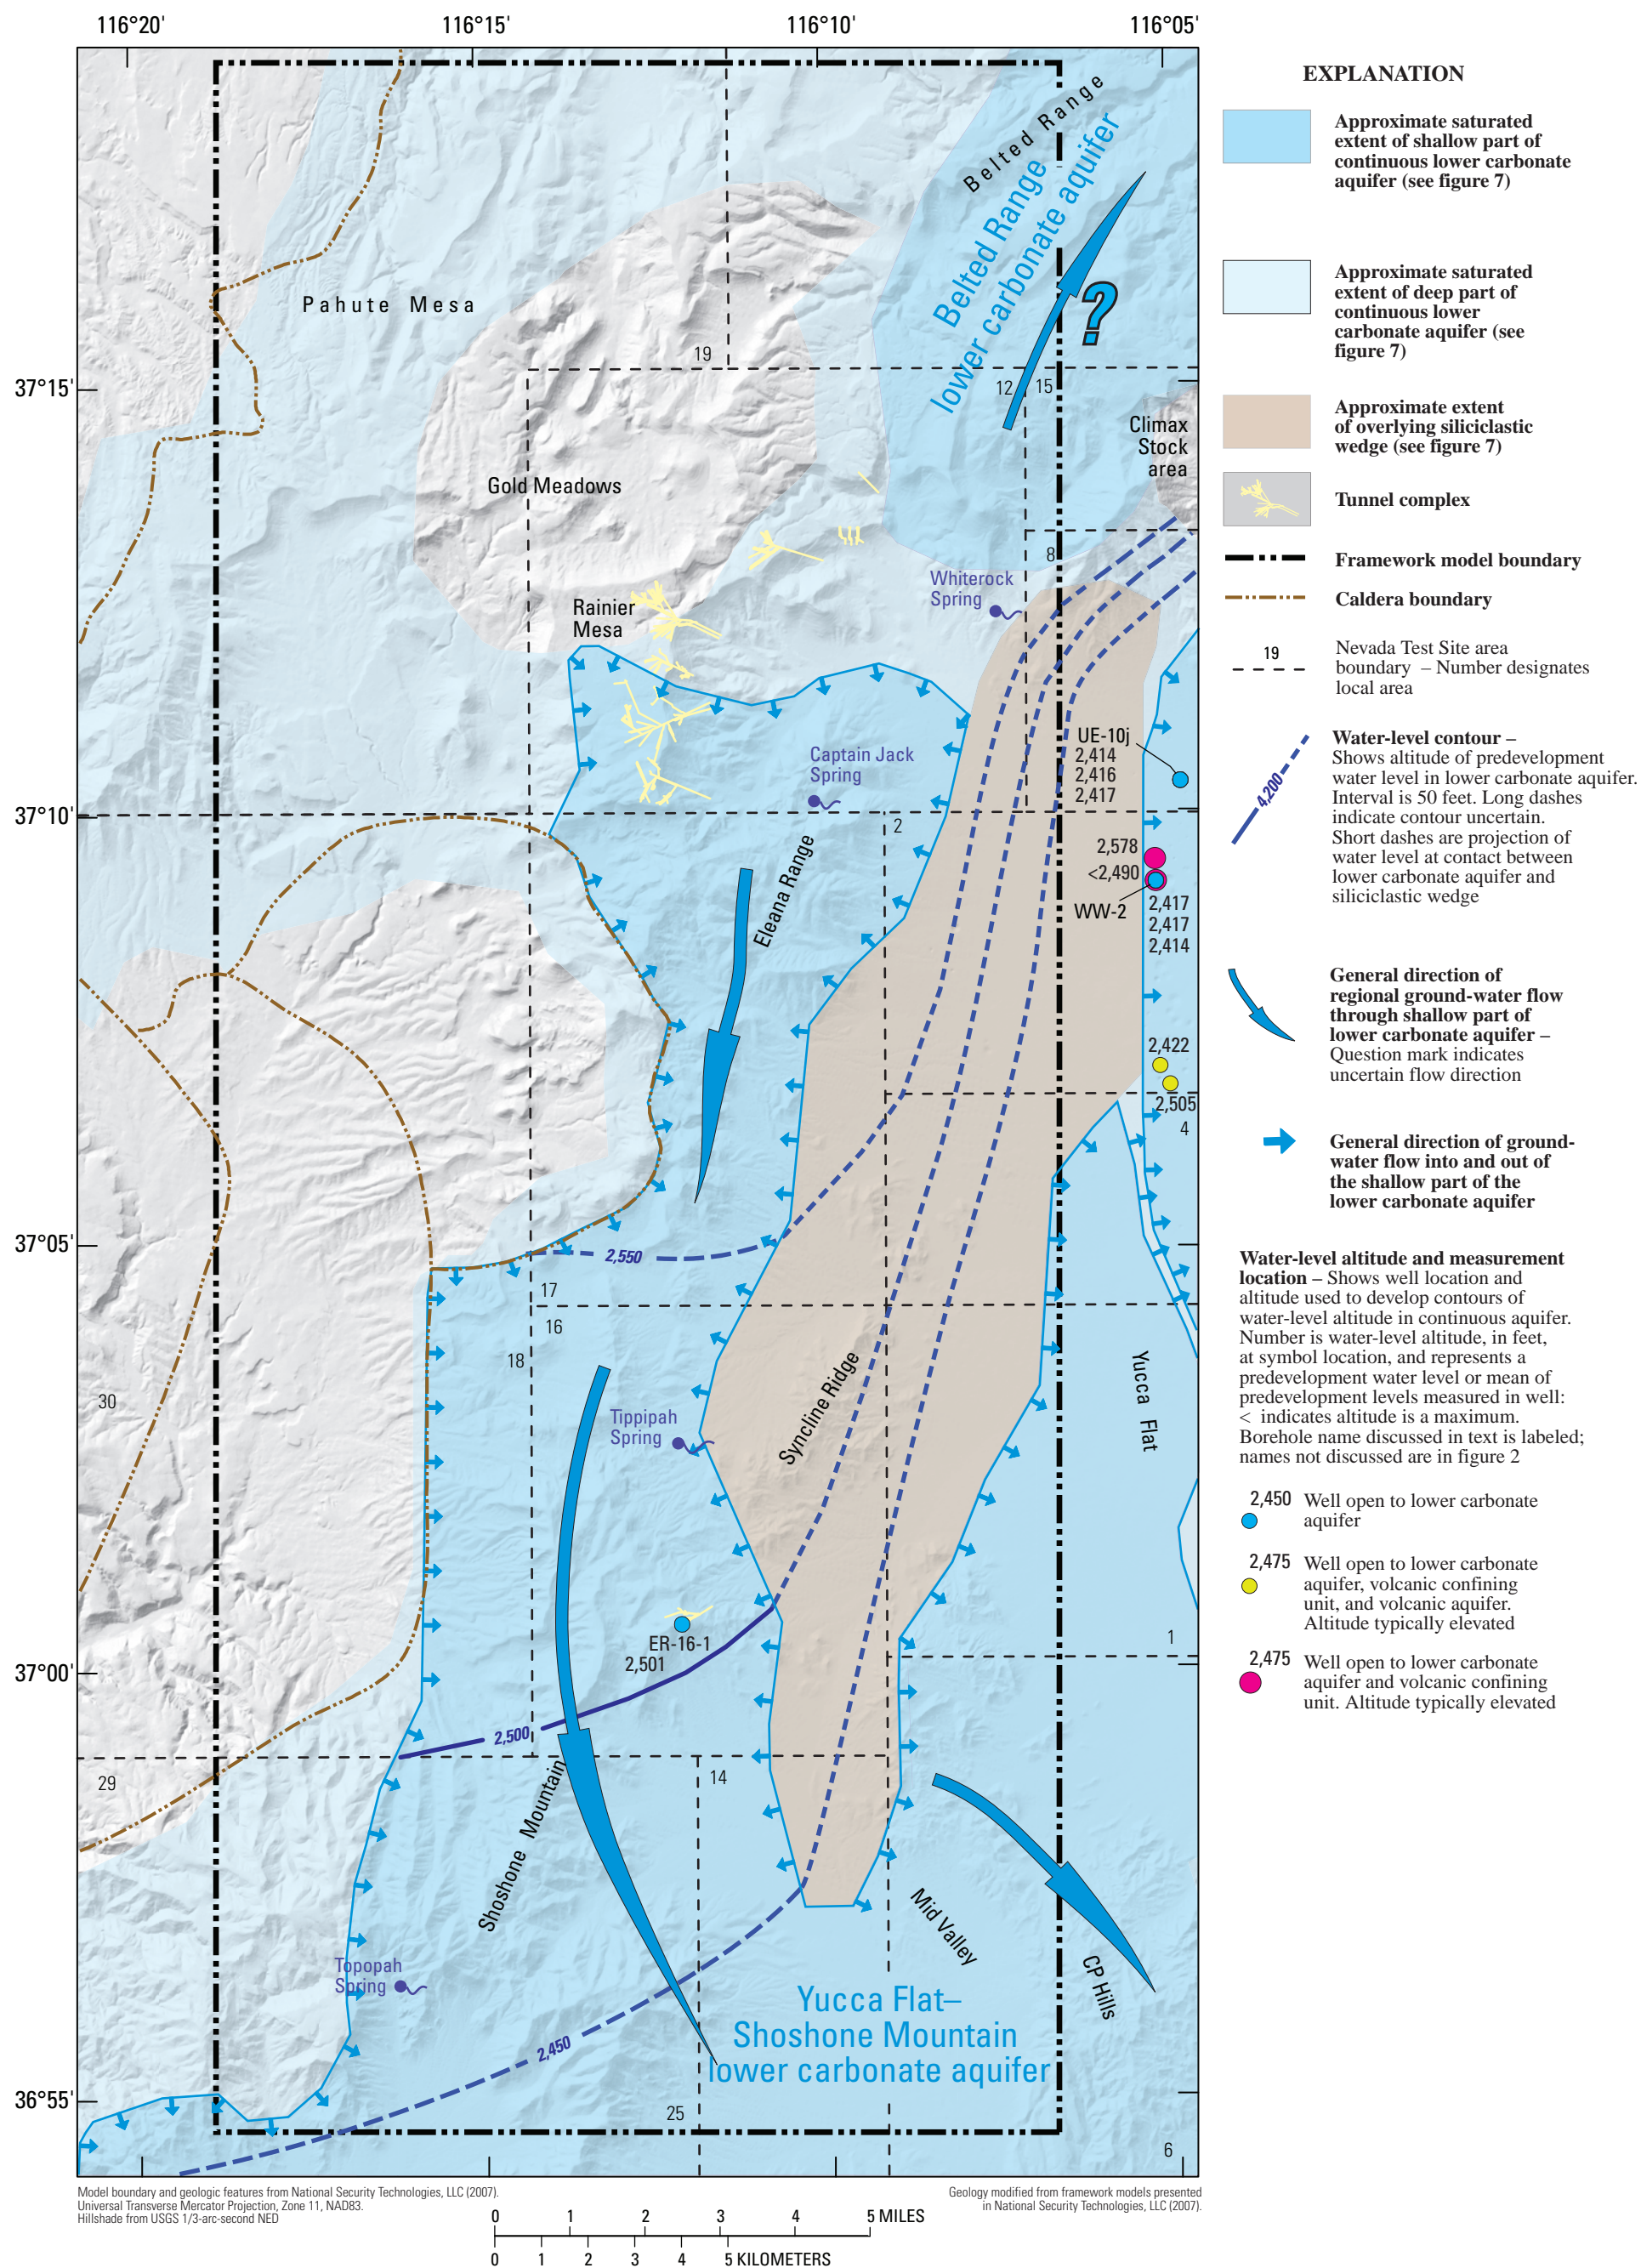 116°20'
116°15'
116°10'
116°05'
EXPLANATION
Approximate saturated
extent of shallow part of
continuous lower carbonate
aquifer (see figure 7)
Approximate saturated
extent of deep part of
continuous lower
carbonate aquifer (see
figure 7)
Approximate extent
of overlying siliciclastic
wedge (see figure 7)
Tunnel complex
Framework model boundary
Caldera boundary
19
Nevada Test Site area
boundary – Number designates
local area
4,200
Water-level contour –
Shows altitude of predevelopment
water level in lower carbonate aquifer.
Interval is 50 feet. Long dashes
indicate contour uncertain.
Short dashes are projection of
water level at contact between
lower carbonate aquifer and
siliciclastic wedge
General direction of
regional ground-water flow
through shallow part of
lower carbonate aquifer –
Question mark indicates
uncertain flow direction
General direction of ground-
water flow into and out of
the shallow part of the
lower carbonate aquifer
Water-level altitude and measurement
location – Shows well location and
altitude used to develop contours of
water-level altitude in continuous aquifer.
Number is water-level altitude, in feet,
at symbol location, and represents a
predevelopment water level or mean of
predevelopment levels measured in well:
< indicates altitude is a maximum.
Borehole name discussed in text is labeled;
names not discussed are in figure 2
2,450 Well open to lower carbonate
aquifer
2,475 Well open to lower carbonate
aquifer, volcanic confining
unit, and volcanic aquifer.
Altitude typically elevated
2,475 Well open to lower carbonate
aquifer and volcanic confining
unit. Altitude typically elevated
Belted Range
Belted Range
lower carbonate aquifer
?
Pahute Mesa
19
37°15'
12
15
Climax
Stock
area
Gold Meadows
8
Whiterock
Spring
Rainier
Mesa
UE-10j
2,414
2,416
2,417
Captain Jack
Spring
37°10'
2
2,578
<2,490
WW-2
2,417
2,417
2,414
Eleana Range
2,422
2,505
4
37°05'
2,550
17
16
18
30
Syncline Ridge
Yucca Flat
Tippipah
Spring
ER-16-1
2,501
1
37°00'
2,500
29
14
Shoshone Mountain
Mid Valley
CP Hills
Topopah
Spring
Yucca Flat–
Shoshone Mountain
lower carbonate aquifer
2,450
36°55'
25
6
Model boundary and geologic features from National Security Technologies, LLC (2007).
Universal Transverse Mercator Projection, Zone 11, NAD83.
Hillshade from USGS 1/3-arc-second NED
Geology modified from framework models presented
in National Security Technologies, LLC (2007).
0 1 2 3 4 5 MILES
0 1 2 3 4 5 KILOMETERS